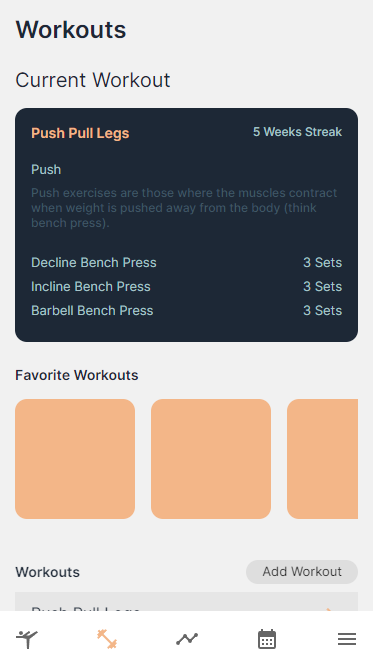 Workouts
Current Workout
Push Pull Legs 5 Weeks Streak
Push
Push exercises are those where the muscles contract
when weight is pushed away from the body (think
bench press).
Decline Bench Press 3 Sets
Incline Bench Press 3 Sets
Barbell Bench Press 3 Sets
Favorite Workouts
Workouts Add Workout
Push Pull Legs